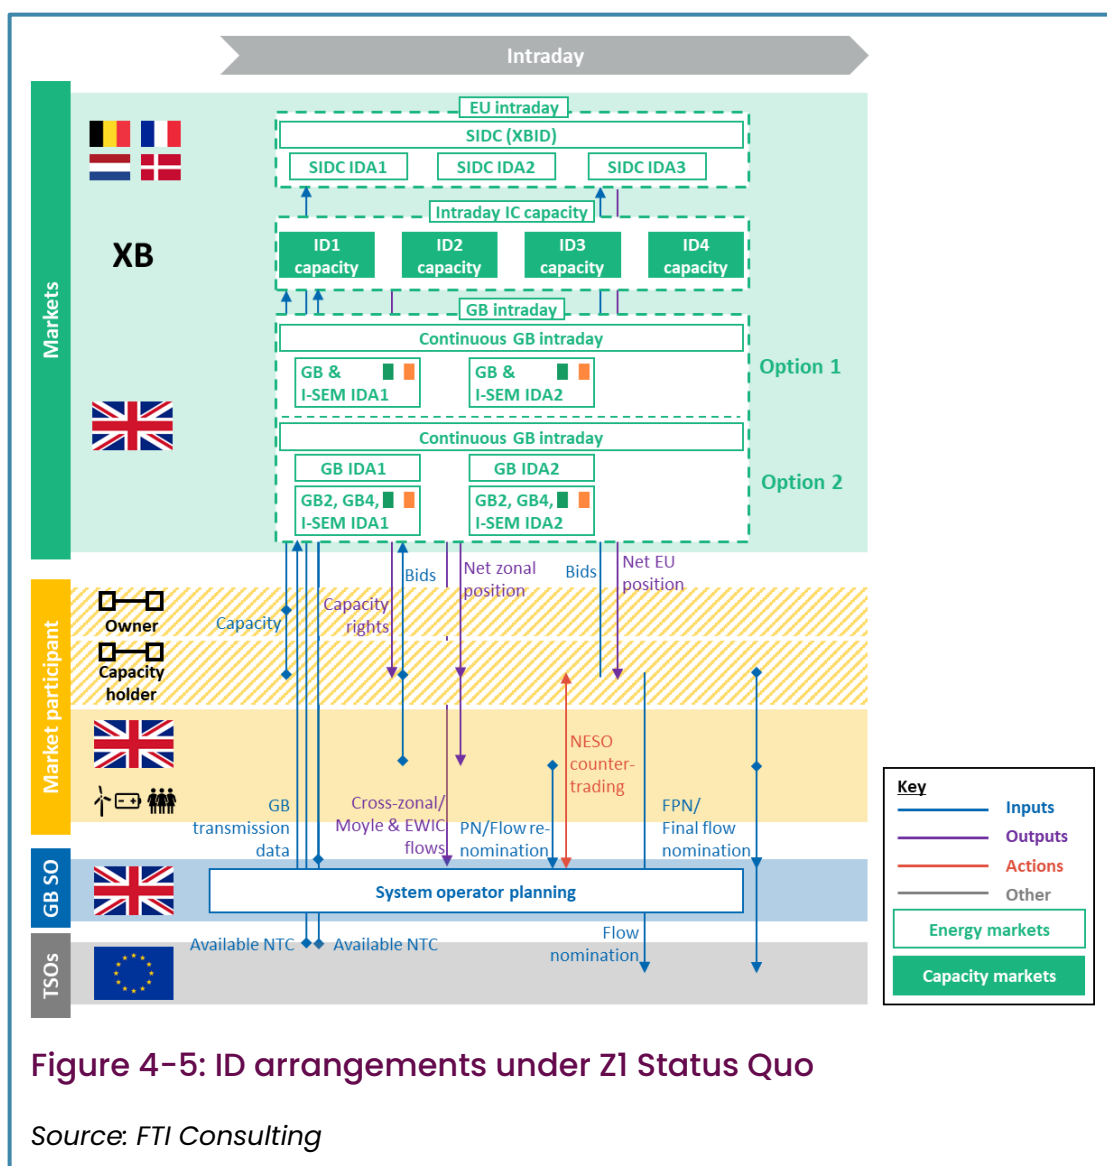 Intraday
Markets
EU intraday
SIDC (XBID)
SIDC IDA1
SIDC IDA2
SIDC IDA3
Intraday IC capacity
XB
ID1
capacity
ID2
capacity
ID3
capacity
ID4
capacity
GB intraday
Continuous GB intraday
Option 1
GB &
I-SEM IDA1
GB &
I-SEM IDA2
Continuous GB intraday
GB IDA1
GB IDA2
Option 2
GB2, GB4,
I-SEM IDA1
GB2, GB4,
I-SEM IDA2
Market participant
Owner
Capacity
holder
Capacity
Capacity
rights
Bids
Net zonal
position
Bids
Net EU
position
GB
transmission
data
Cross-zonal/
Moyle & EWIC
flows
PN/Flow re-
nomination
NESO
counter-
trading
FPN/
Final flow
nomination
GB SO
System operator planning
TSOs
Available NTC
Available NTC
Flow
nomination
Key
Inputs
Outputs
Actions
Other
Energy markets
Capacity markets
Figure 4-5: ID arrangements under Z1 Status Quo
Source: FTI Consulting